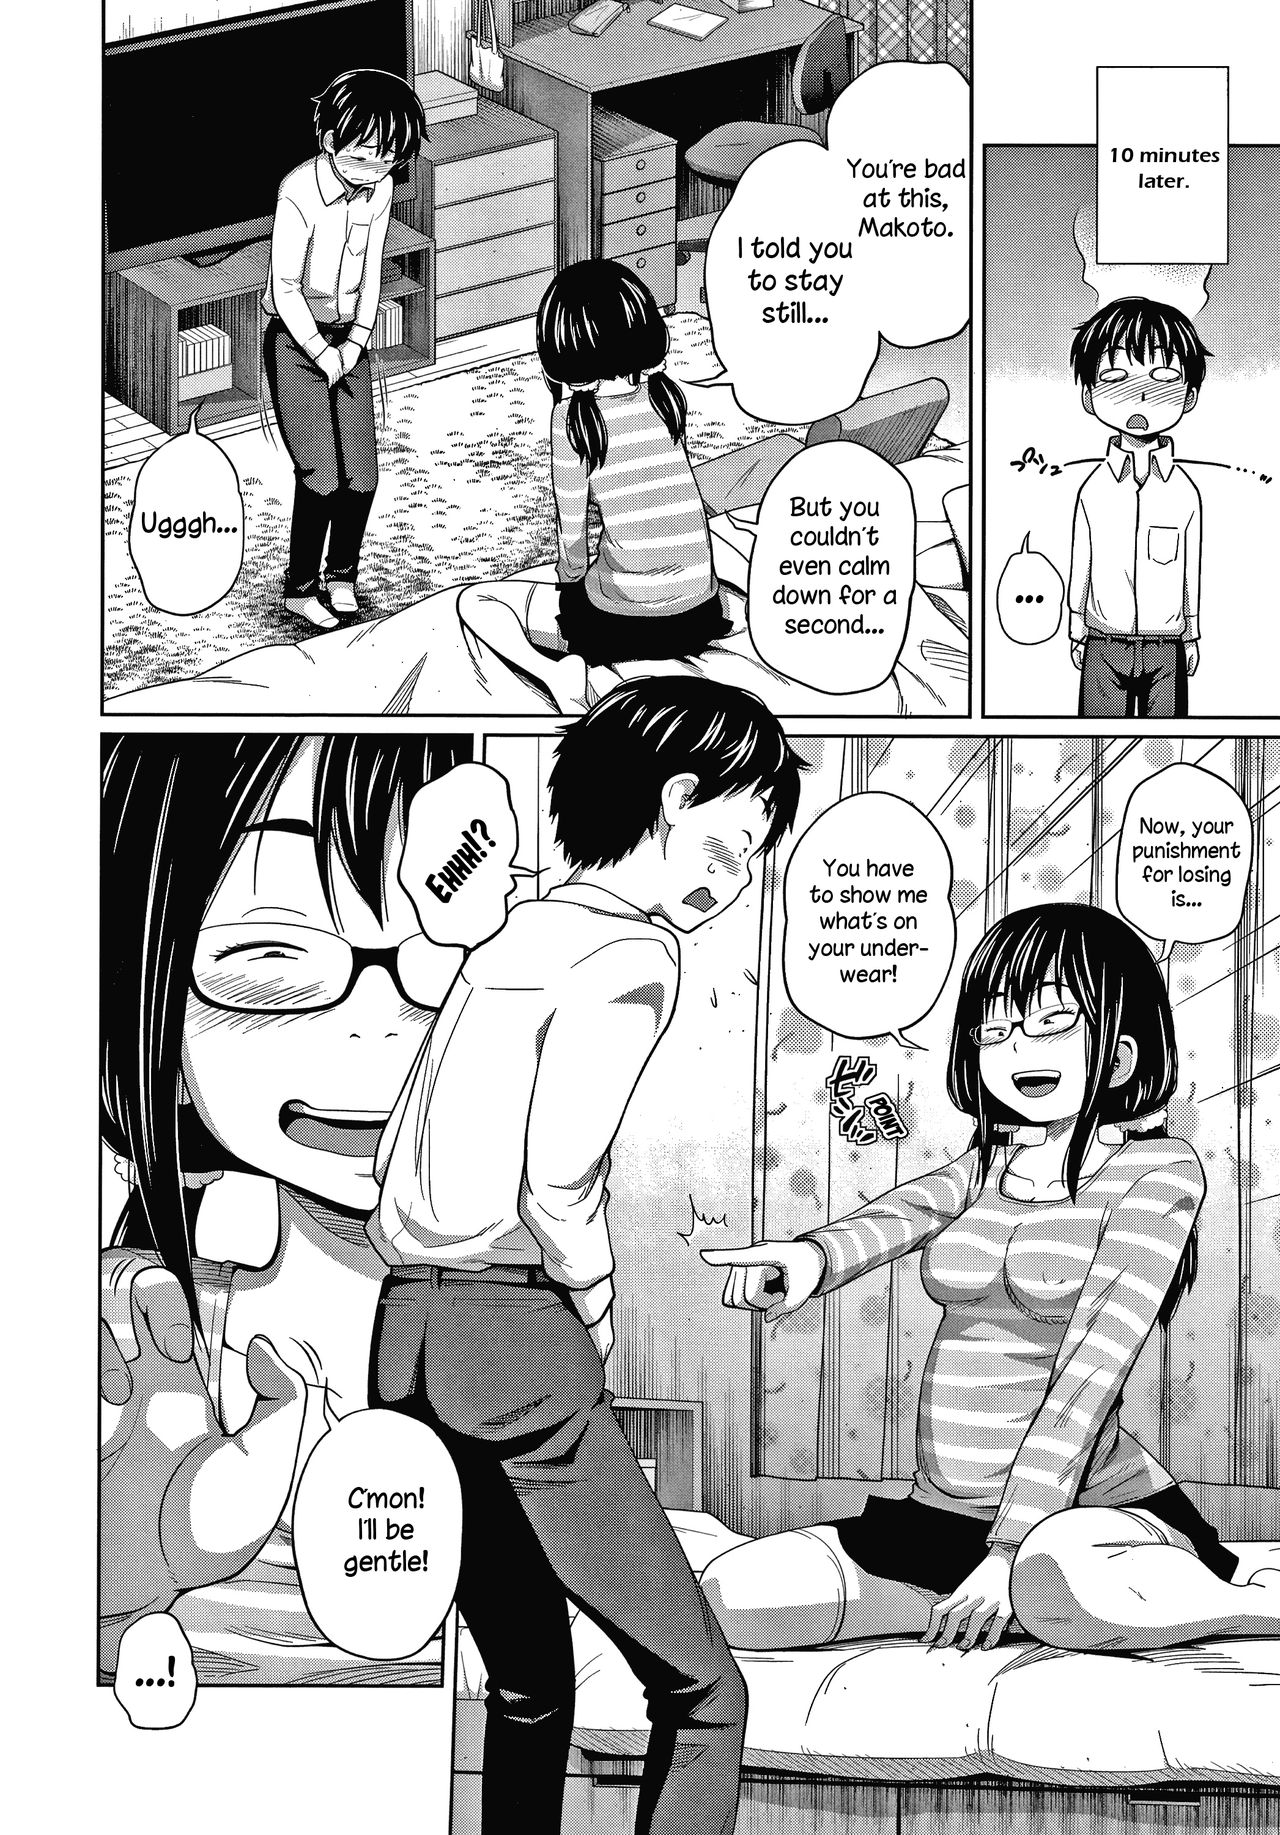 10 minutes
later.
...
You're bad
at this,
Makoto.
I told you
to stay
still...
But you
couldn't
even calm
down for a
second...
Ugggh...
Now, your
punishment
for losing
is...
You have
to show me
what's on
your under-
wear!
POINT
EHHH!?
C'mon!
I'll be
gentle!
...!